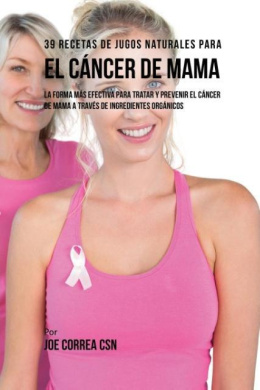 39 RECETAS DE JUGOS NATURALES PARA
EL CÁNCER DE MAMA
LA FORMA MÁS EFECTIVA PARA TRATAR Y PREVENIR EL CÁNCER
DE MAMA A TRAVÉS DE INGREDIENTES ORGÁNICOS
Por
JOE CORREA CSN